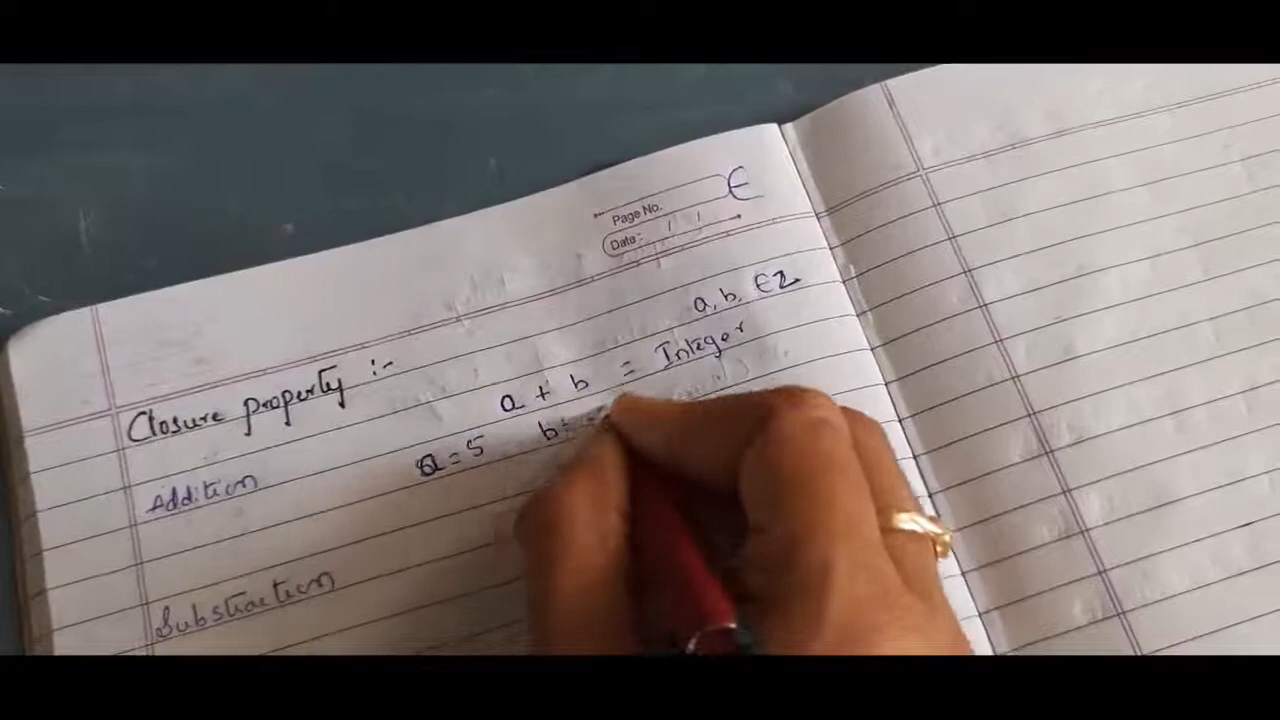 ∈
Page No.
Date: / /
a, b, ∈ Z
Closure property :-
a + b = Integer
a = 5 b =
Addition
Substraction